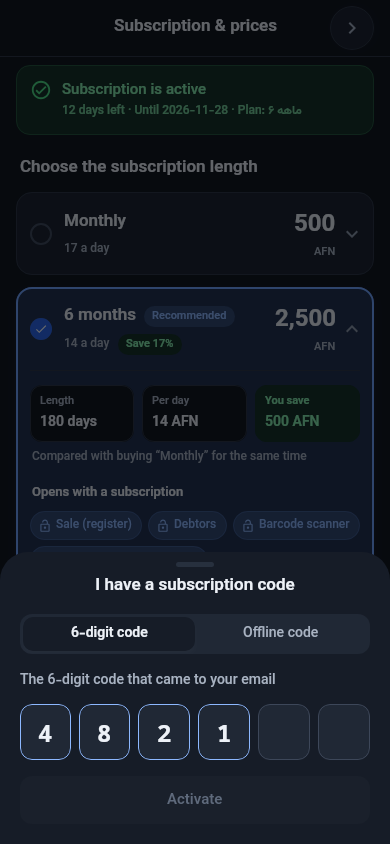 Subscription & prices
Subscription is active
12 days left · Until 2026-11-28 · Plan: ۶ ماهه
Choose the subscription length
Monthly
500
17 a day
AFN
6 months
Recommended
2,500
14 a day
Save 17%
AFN
Length
Per day
You save
180 days
14 AFN
500 AFN
Compared with buying “Monthly” for the same time
Opens with a subscription
Sale (register)
Debtors
Barcode scanner
I have a subscription code
6-digit code
Offline code
The 6-digit code that came to your email
4 8 2 1
Activate